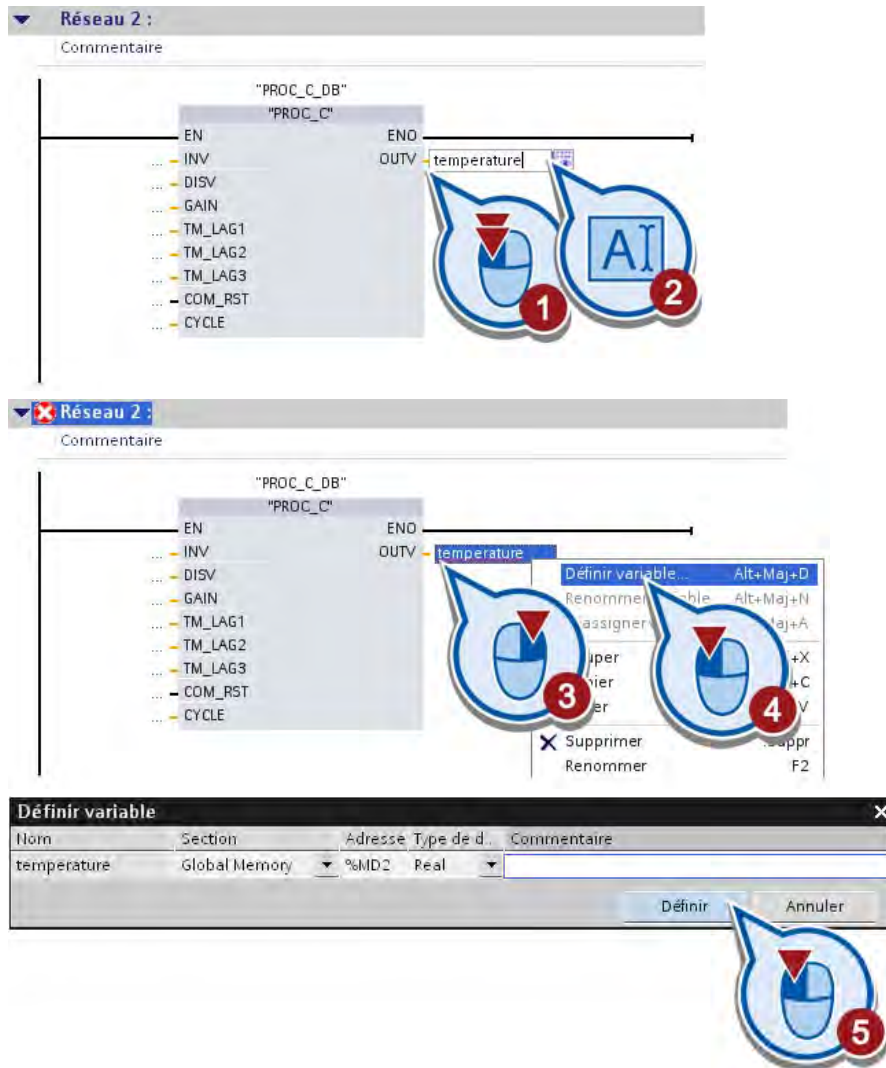 Réseau 2 :
Commentaire
"PROC_C_DB"
"PROC_C"
EN ENO
... INV OUTV temperature
... DISV
... GAIN
... TM_LAG1
... TM_LAG2
... TM_LAG3
... COM_RST
... CYCLE
A
1
2
Réseau 2 :
Commentaire
"PROC_C_DB"
"PROC_C"
EN ENO
... INV OUTV temperature
... DISV
... GAIN
... TM_LAG1
... TM_LAG2
... TM_LAG3
... COM_RST
... CYCLE
Définir variable... Alt+Maj+D
Alt+Maj+N
Supprimer
Renommer F2
3
4
Définir variable
Nom Section Adresse Type de d.. Commentaire
temperature Global Memory %MD2 Real
Définir Annuler
5